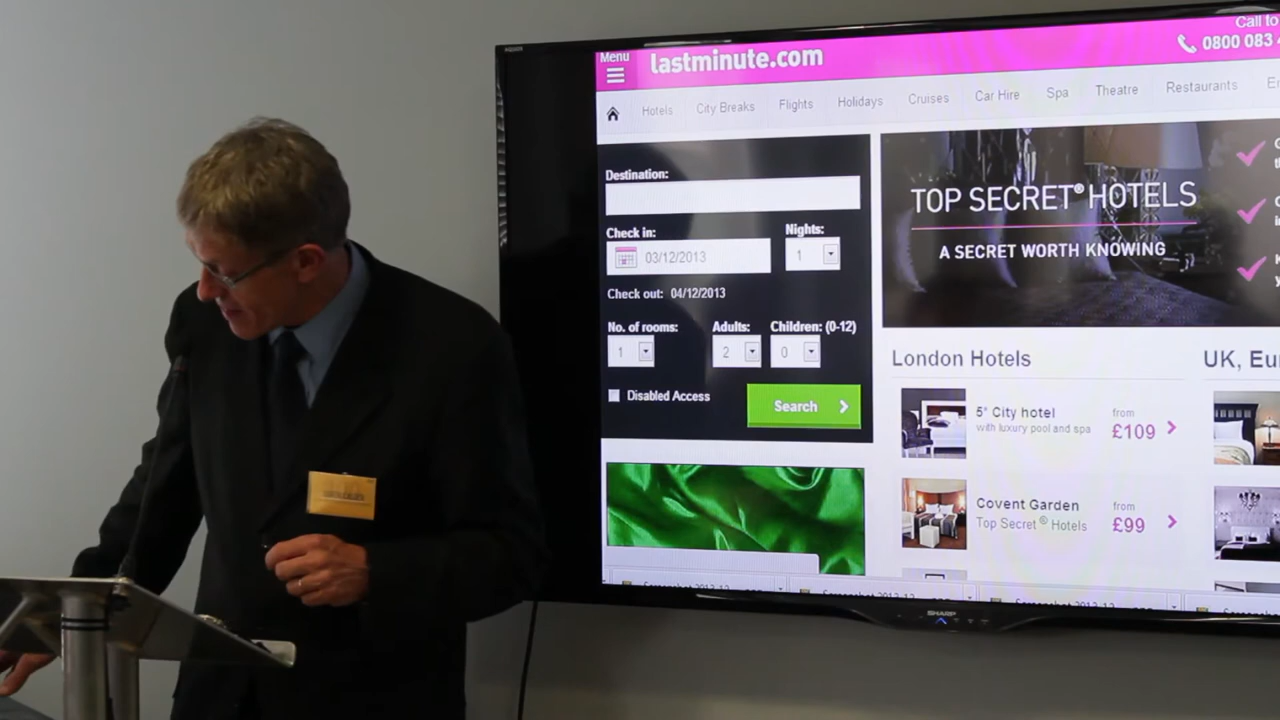 SHARP
Call to
0800 083 4
Menu
lastminute.com
Hotels
City Breaks
Flights
Holidays
Cruises
Car Hire
Spa
Theatre
Restaurants
Destination:
Check in:
Nights:
03/12/2013
1
Check out: 04/12/2013
No. of rooms:
Adults:
Children: (0-12)
1
2
0
Disabled Access
Search
TOP SECRET® HOTELS
A SECRET WORTH KNOWING
London Hotels
5* City hotel
with luxury pool and spa
from
£109
Covent Garden
Top Secret ® Hotels
from
£99
UK, Eu
SHARP